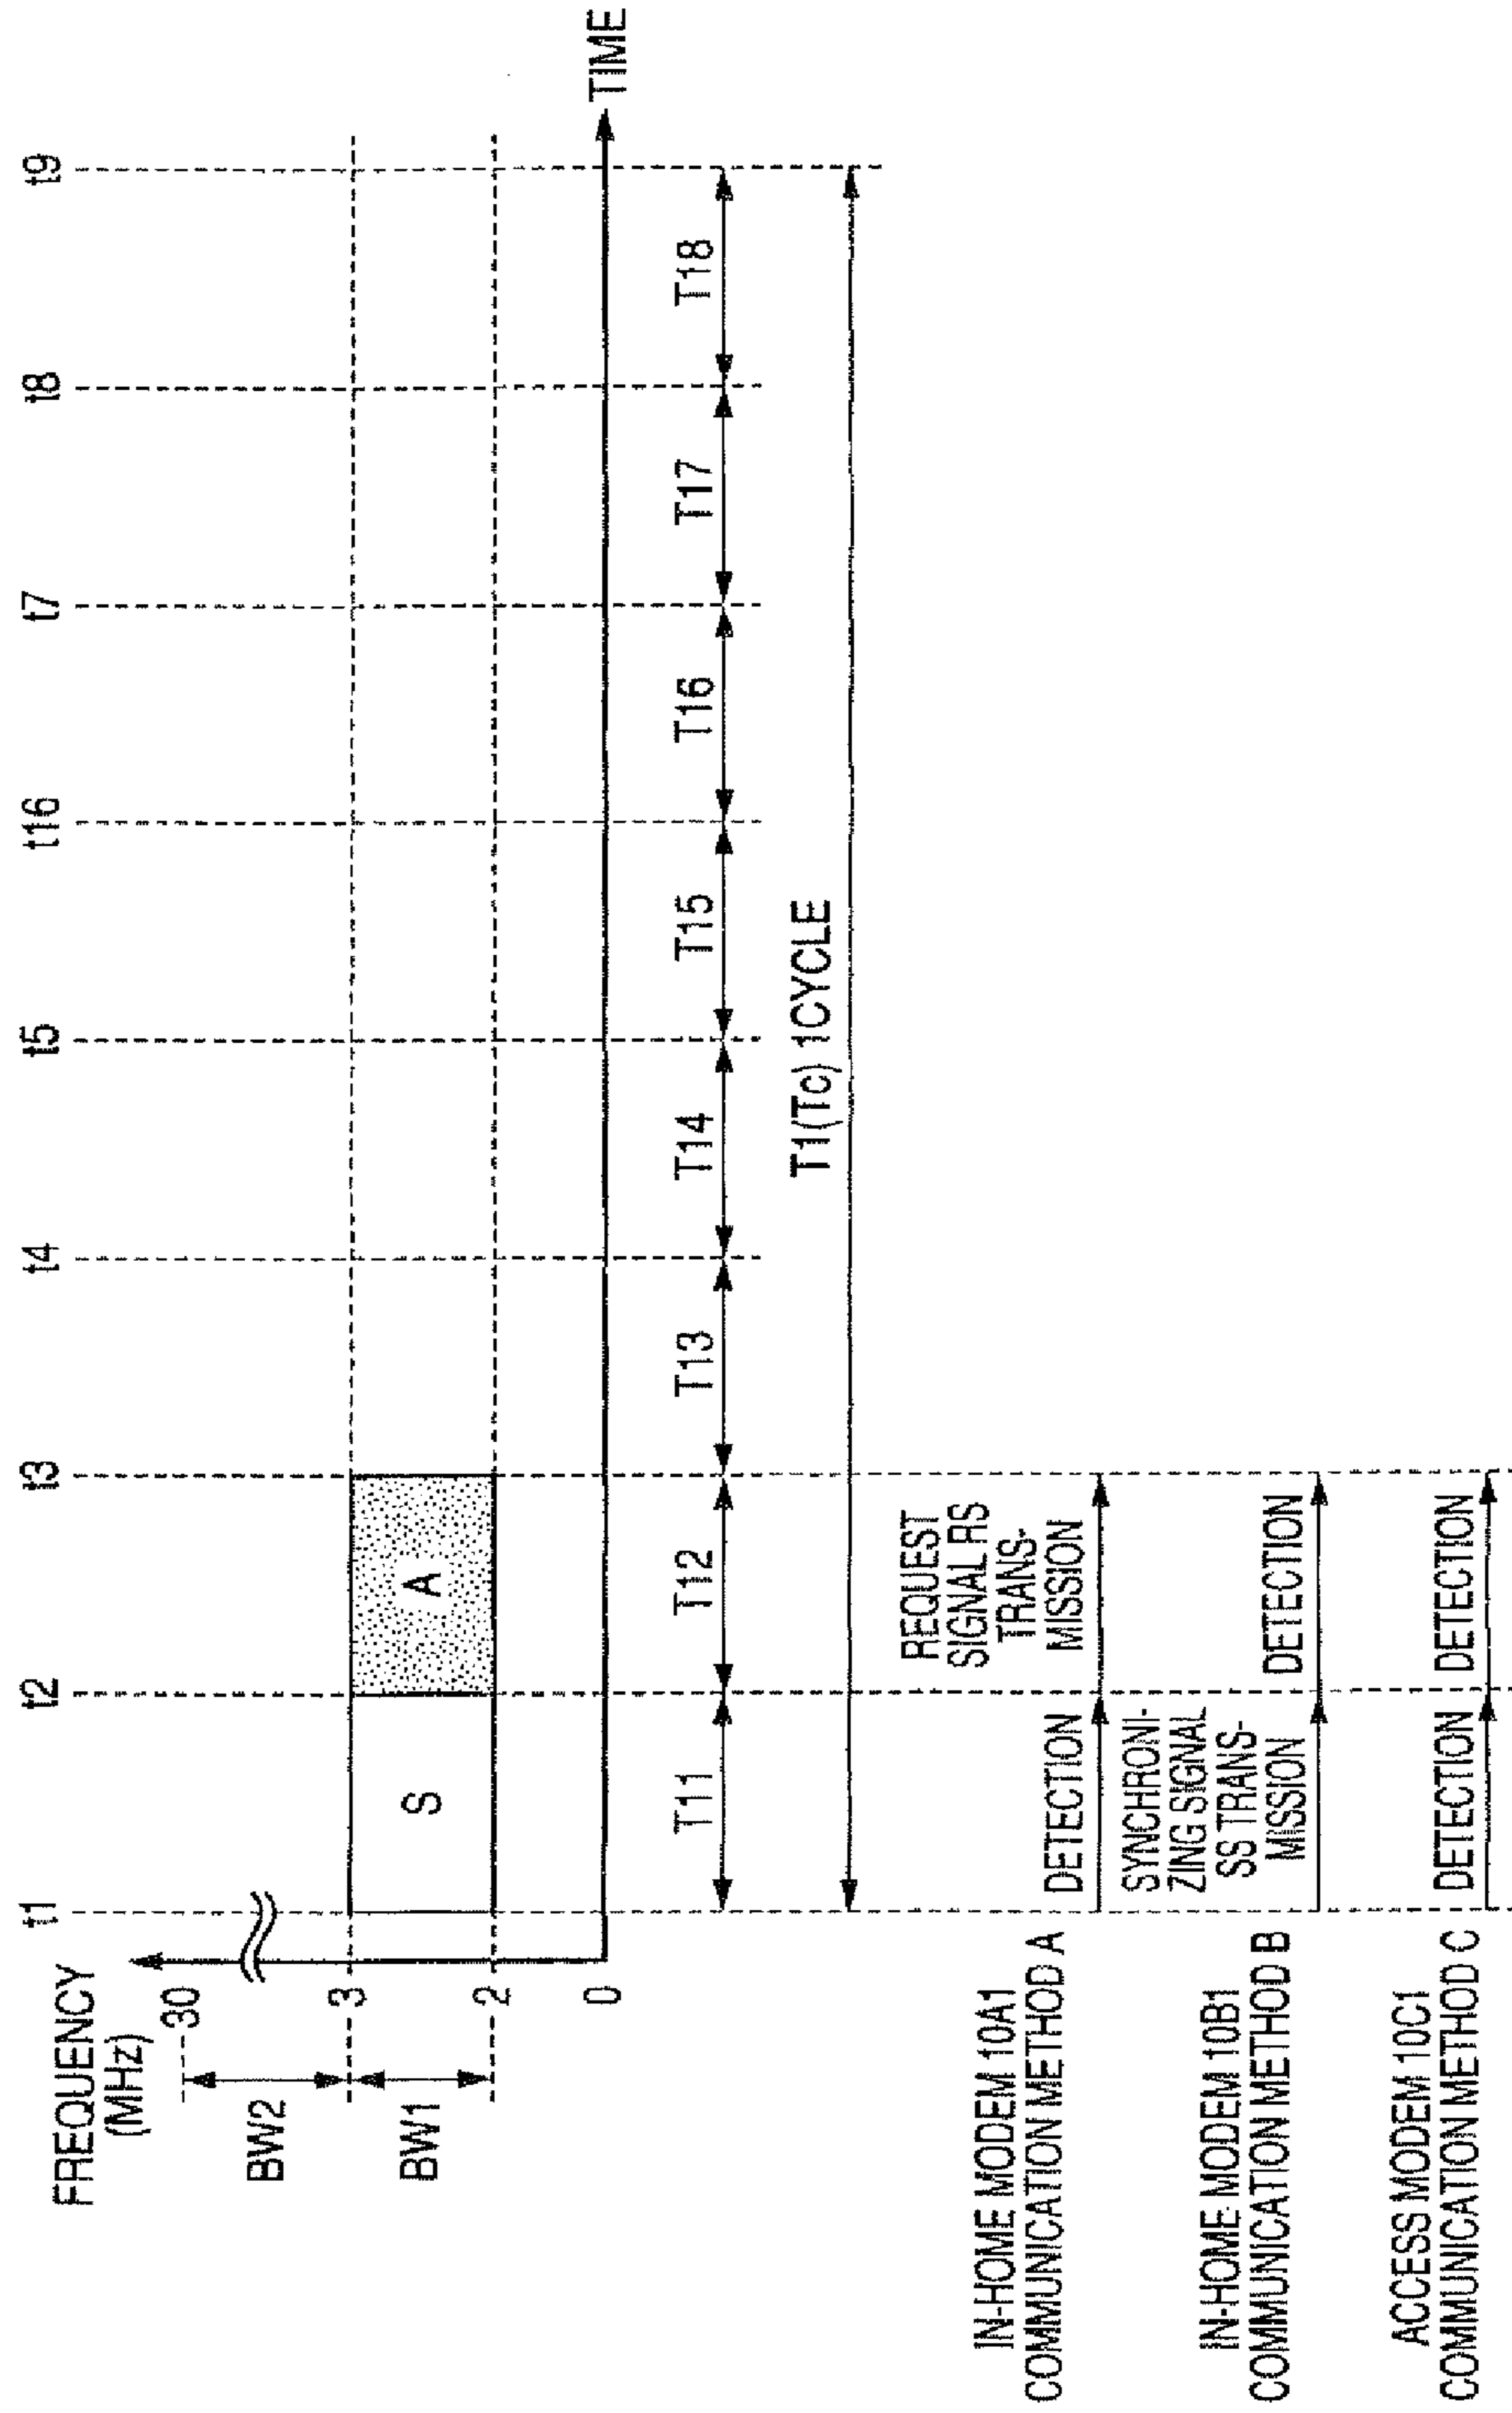 FREQUENCY
(MHz)
t1
t2
t3
t4
t5
t16
t7
t8
t9
30
BW2
3
BW1
2
0
S
A
TIME
T11
T12
T13
T14
T15
T16
T17
T18
T1(Tc) 1CYCLE
IN-HOME MODEM 10A1
COMMUNICATION METHOD A
DETECTION
REQUEST
SIGNAL RS
TRANS-
MISSION
IN-HOME MODEM 10B1
COMMUNICATION METHOD B
SYNCHRONI-
ZING SIGNAL
SS TRANS-
MISSION
DETECTION
ACCESS MODEM 10C1
COMMUNICATION METHOD C
DETECTION
DETECTION